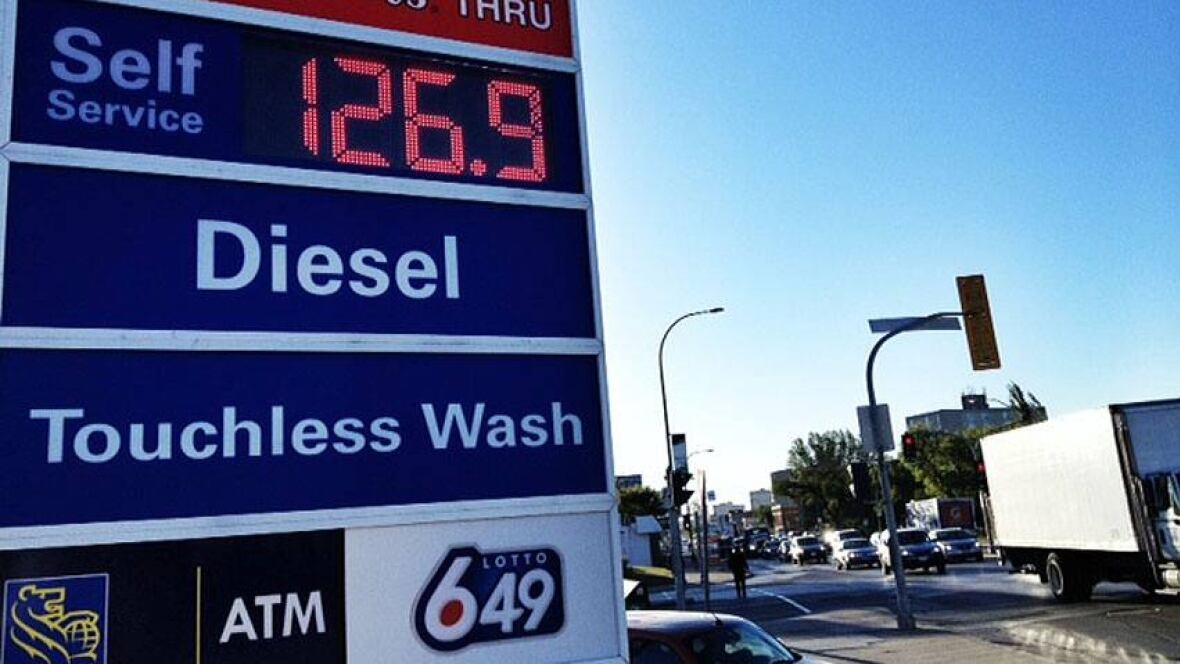 THRU
Self
Service
126.9
Diesel
Touchless Wash
ATM
LOTTO
649